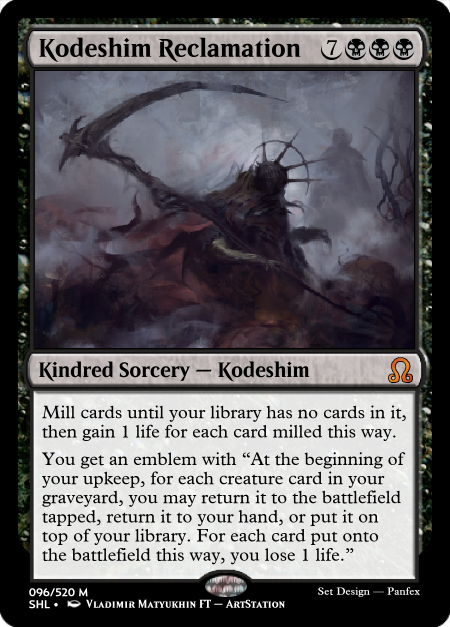 Kodeshim Reclamation 7
Kindred Sorcery — Kodeshim
Mill cards until your library has no cards in it,
then gain 1 life for each card milled this way.
You get an emblem with “At the beginning of
your upkeep, for each creature card in your
graveyard, you may return it to the battlefield
tapped, return it to your hand, or put it on
top of your library. For each card put onto
the battlefield this way, you lose 1 life.”
096/520 M
Set Design — Panfex
SHL • Vladimir Matyukhin FT — ArtStation